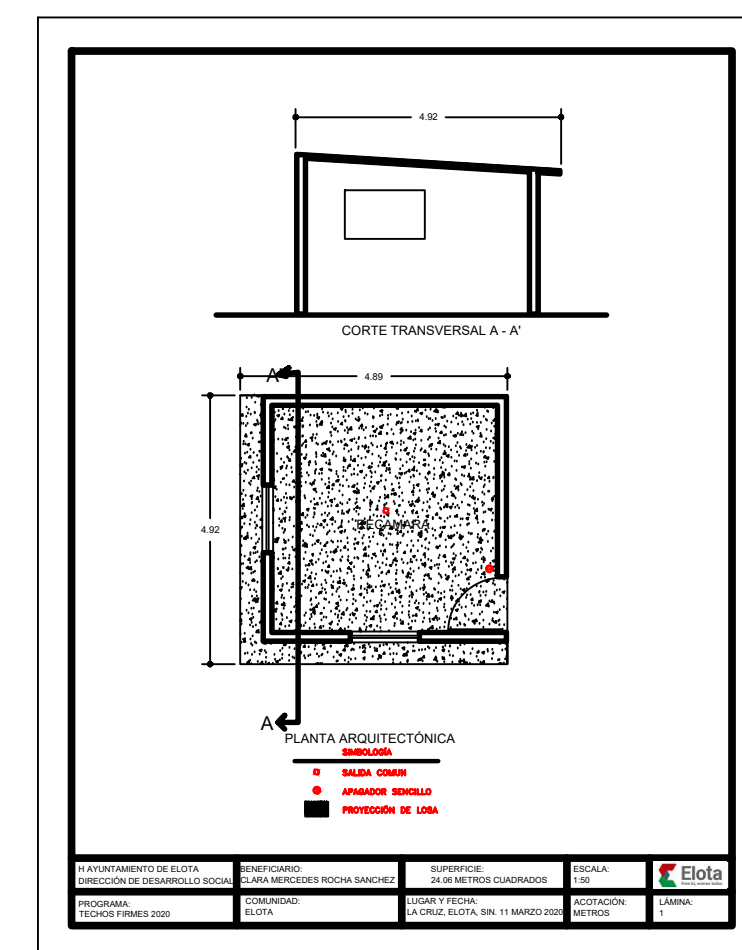 4.92
CORTE TRANSVERSAL A - A'
A'
4.89
4.92
RECAMARA
A
PLANTA ARQUITECTÓNICA
SIMBOLOGÍA
SALIDA COMUN
APAGADOR SENCILLO
PROYECCIÓN DE LOSA
H AYUNTAMIENTO DE ELOTA
DIRECCIÓN DE DESARROLLO SOCIAL
BENEFICIARIO:
CLARA MERCEDES ROCHA SANCHEZ
SUPERFICIE:
24.06 METROS CUADRADOS
ESCALA:
1:50
Elota
PROGRAMA:
TECHOS FIRMES 2020
COMUNIDAD:
ELOTA
LUGAR Y FECHA:
LA CRUZ, ELOTA, SIN. 11 MARZO 2020
ACOTACIÓN:
METROS
LÁMINA:
1